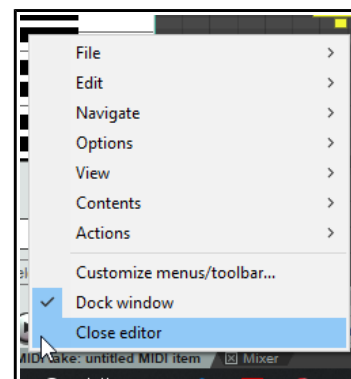 File
Edit
Navigate
Options
View
Contents
Actions
Customize menus/toolbar...
Dock window
Close editor
MIDI take: untitled MIDI item
Mixer